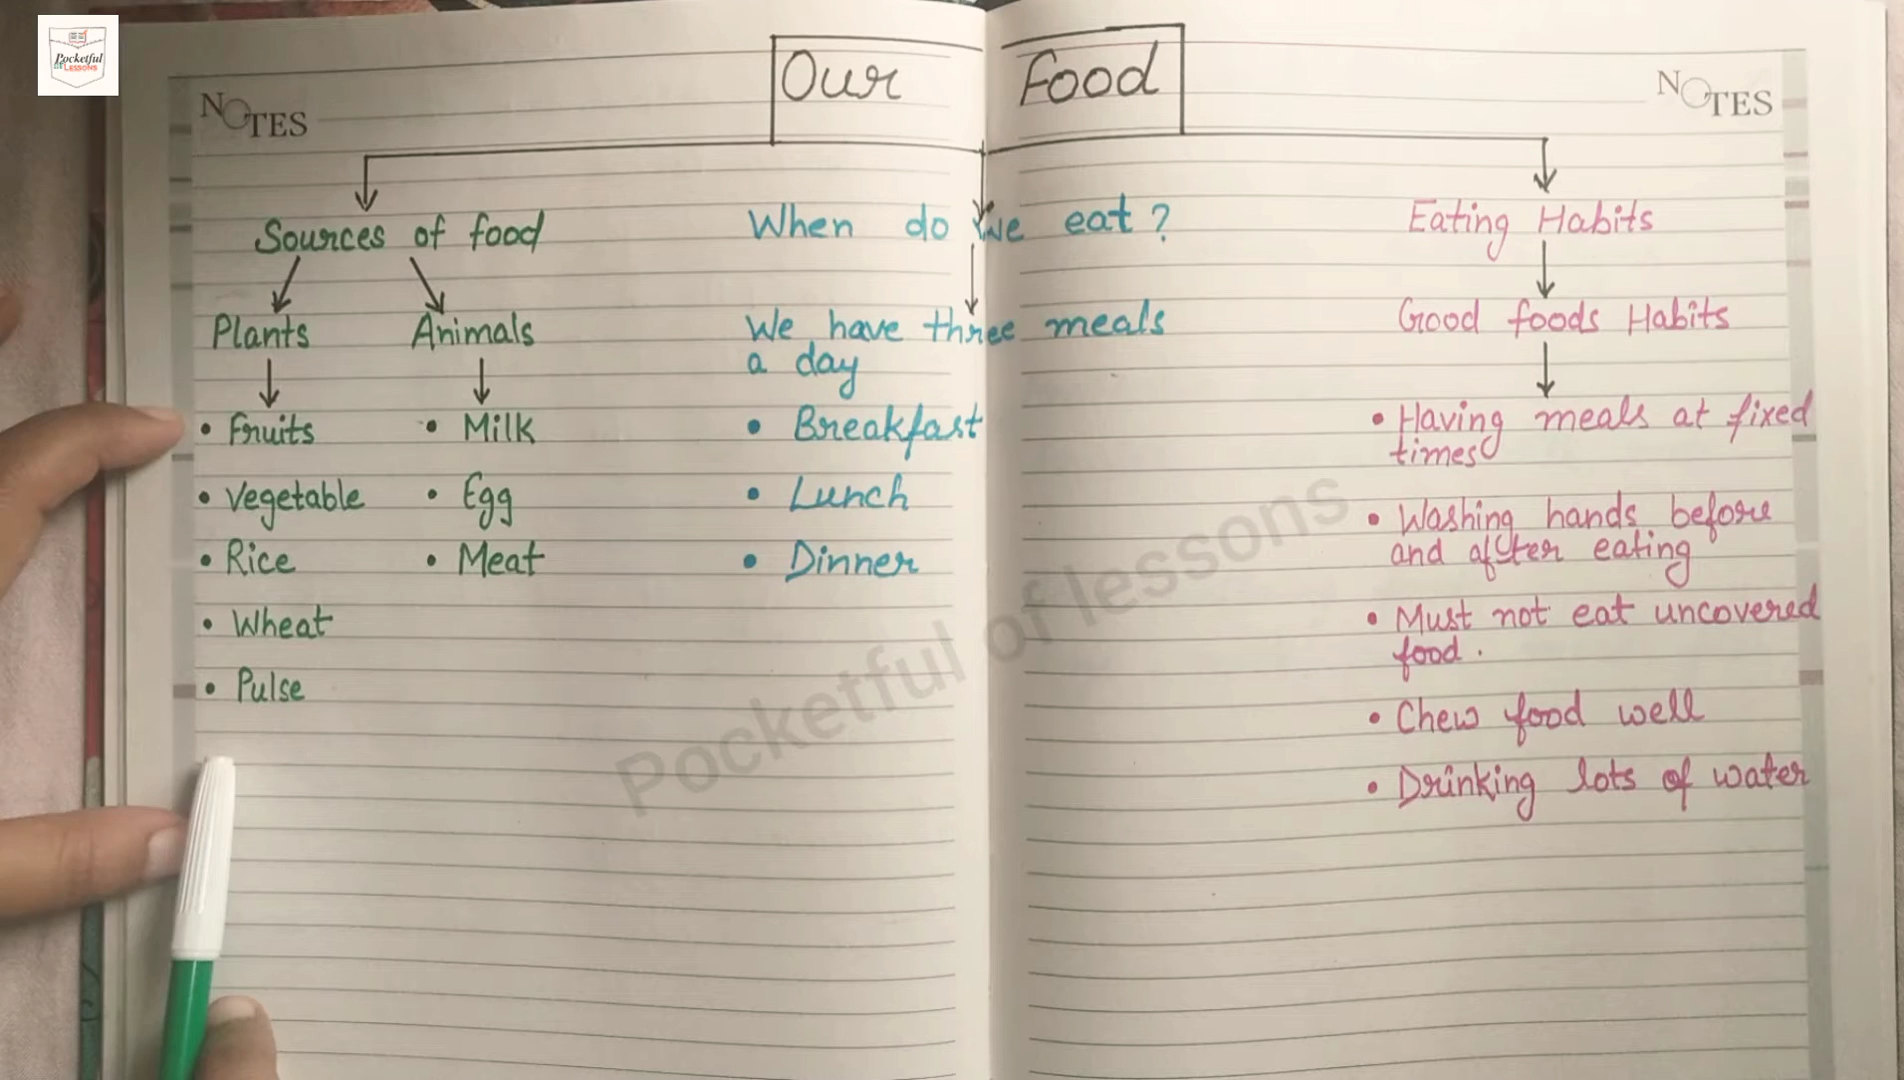 Pocketful
of LESSONS
NOTES
NOTES
Our Food
Sources of food
Plants
Animals
• Fruits
• Vegetable
• Rice
• Wheat
• Pulse
• Milk
• Egg
• Meat
When do we eat?
We have three meals
a day
• Breakfast
• Lunch
• Dinner
Eating Habits
Good foods Habits
• Having meals at fixed
times
• Washing hands before
and after eating
• Must not eat uncovered
food.
• Chew food well
• Drinking lots of water
Pocketful of lessons